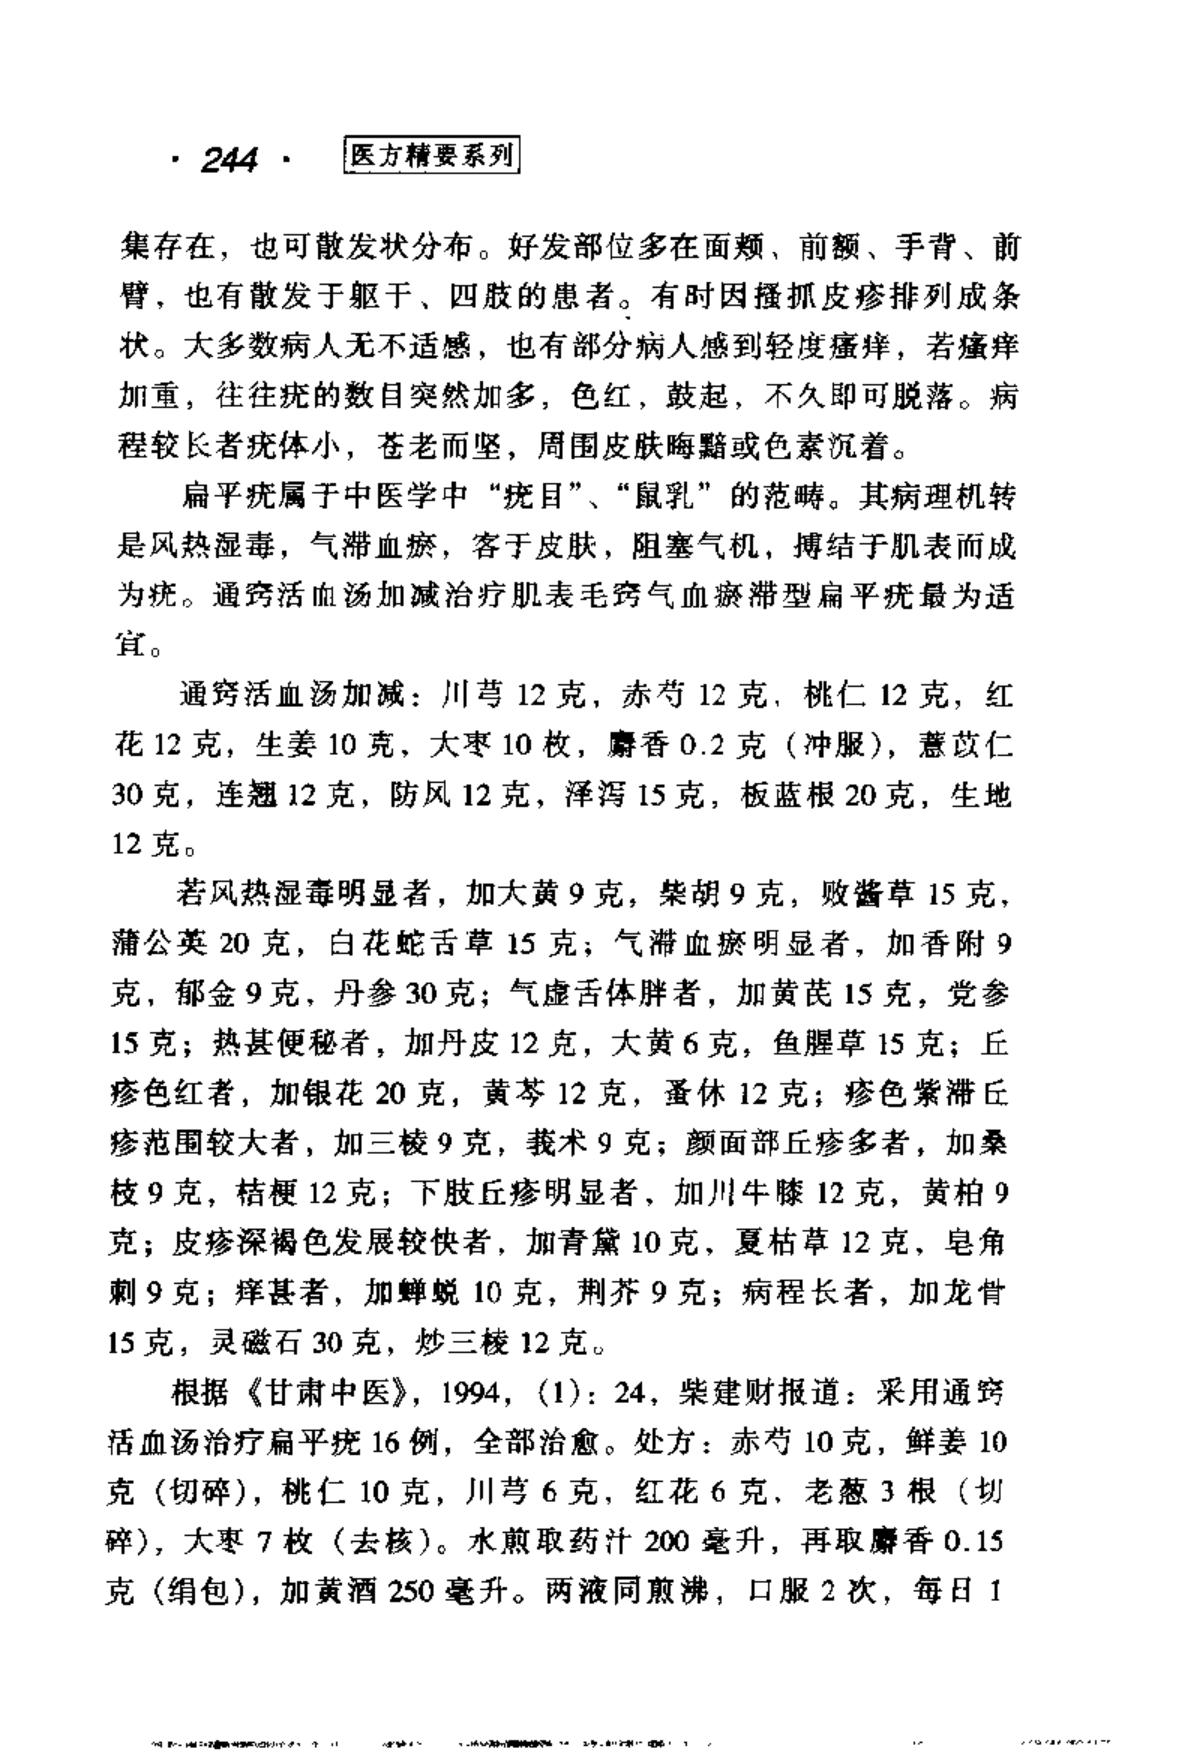 · 244 · 医方精要系列
集存在，也可散发状分布。好发部位多在面颊、前额、手背、前
臂，也有散发于躯干、四肢的患者。有时因搔抓皮疹排列成条
状。大多数病人无不适感，也有部分病人感到轻度瘙痒，若瘙痒
加重，往往疣的数目突然加多，色红，鼓起，不久即可脱落。病
程较长者疣体小，苍老而坚，周围皮肤晦黯或色素沉着。
扁平疣属于中医学中“疣目”、“鼠乳”的范畴。其病理机转
是风热湿毒，气滞血瘀，客于皮肤，阻塞气机，搏结于肌表而成
为疣。通窍活血汤加减治疗肌表毛窍气血瘀滞型扁平疣最为适
宜。
通窍活血汤加减：川芎 12 克，赤芍 12 克，桃仁 12 克，红
花 12 克，生姜 10 克，大枣 10 枚，麝香 0.2 克（冲服），薏苡仁
30 克，连翘 12 克，防风 12 克，泽泻 15 克，板蓝根 20 克，生地
12 克。
若风热湿毒明显者，加大黄 9 克，柴胡 9 克，败酱草 15 克，
蒲公英 20 克，白花蛇舌草 15 克；气滞血瘀明显者，加香附 9
克，郁金 9 克，丹参 30 克；气虚舌体胖者，加黄芪 15 克，党参
15 克；热甚便秘者，加丹皮 12 克，大黄 6 克，鱼腥草 15 克；丘
疹色红者，加银花 20 克，黄芩 12 克，蚤休 12 克；疹色紫滞丘
疹范围较大者，加三棱 9 克，莪术 9 克；颜面部丘疹多者，加桑
枝 9 克，桔梗 12 克；下肢丘疹明显者，加川牛膝 12 克，黄柏 9
克；皮疹深褐色发展较快者，加青黛 10 克，夏枯草 12 克，皂角
刺 9 克；痒甚者，加蝉蜕 10 克，荆芥 9 克；病程长者，加龙骨
15 克，灵磁石 30 克，炒三棱 12 克。
根据《甘肃中医》，1994，（1）：24，柴建财报道：采用通窍
活血汤治疗扁平疣 16 例，全部治愈。处方：赤芍 10 克，鲜姜 10
克（切碎），桃仁 10 克，川芎 6 克，红花 6 克，老葱 3 根（切
碎），大枣 7 枚（去核）。水煎取药汁 200 毫升，再取麝香 0.15
克（绢包），加黄酒 250 毫升。两液同煎沸，口服 2 次，每日 1